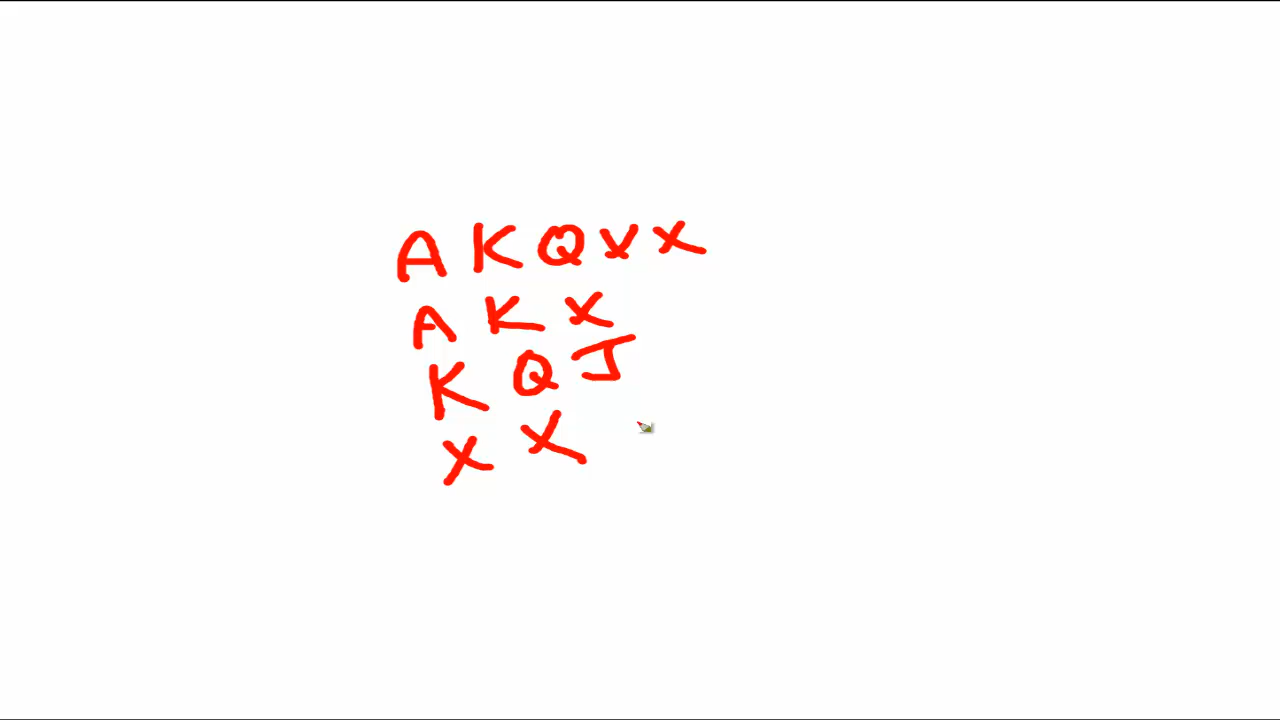 A K Q x x
A K x
K Q J
x x